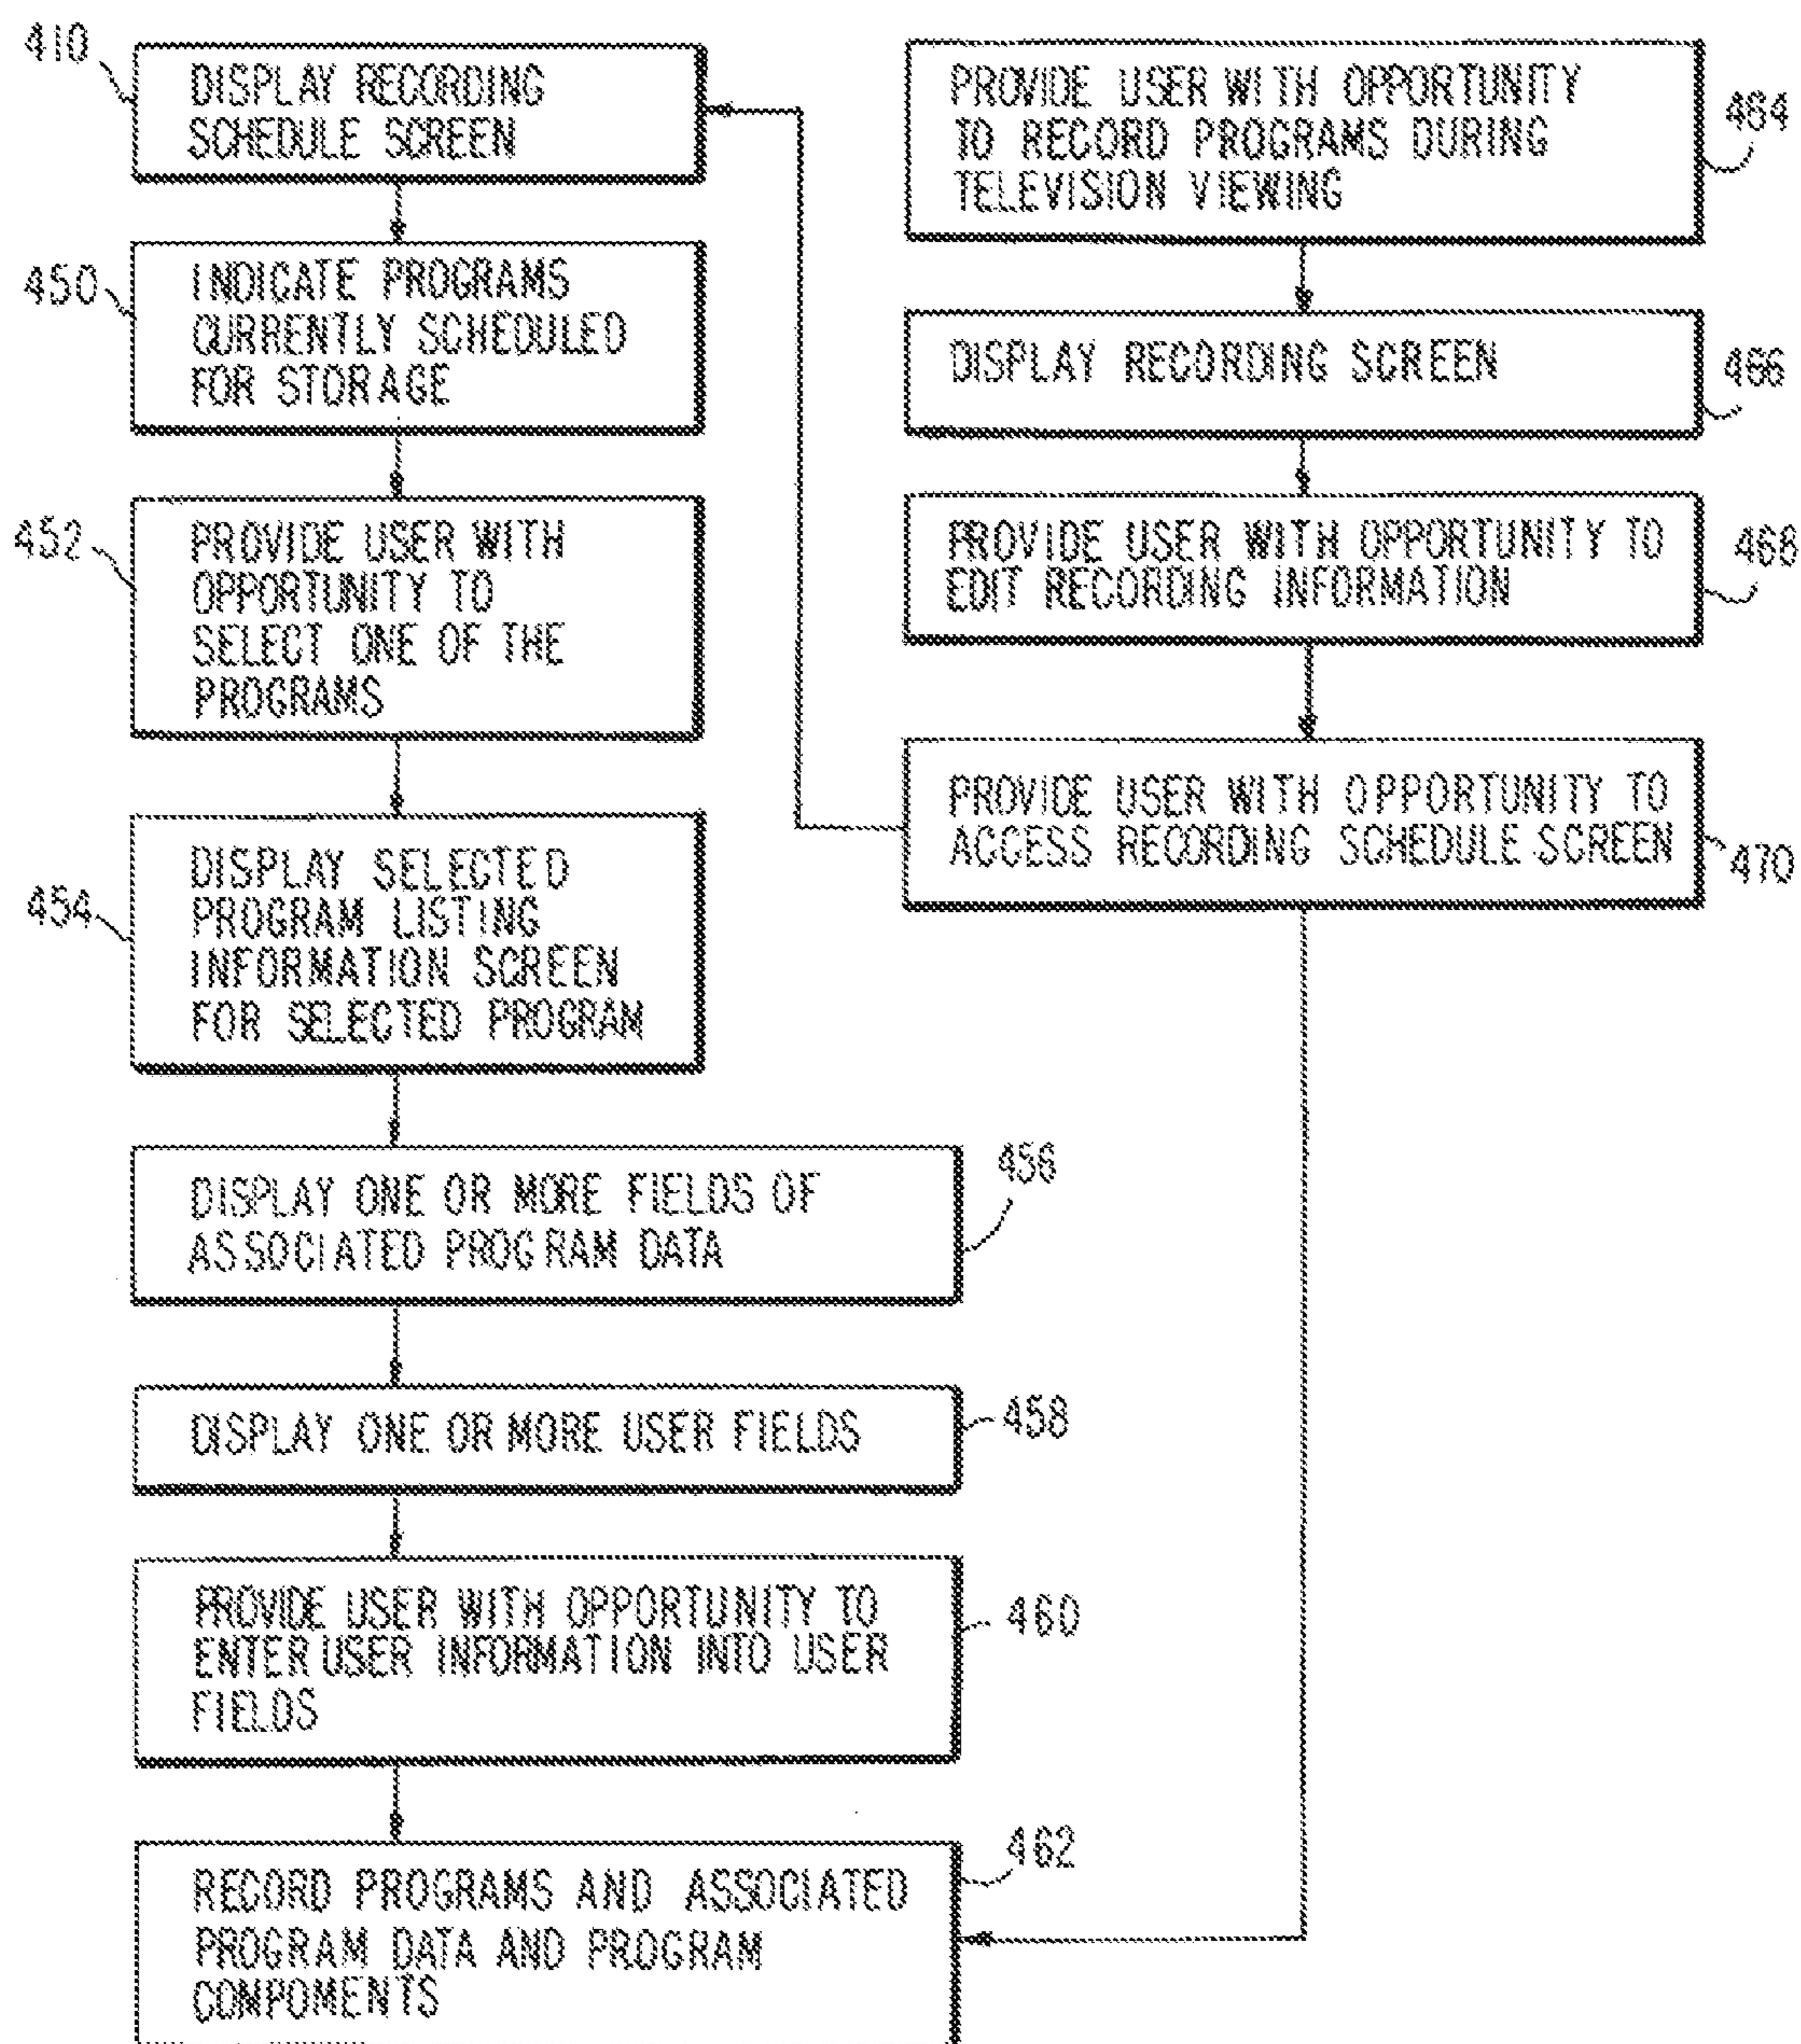 410
DISPLAY RECORDING
SCHEDULE SCREEN
450
INDICATE PROGRAMS
CURRENTLY SCHEDULED
FOR STORAGE
452
PROVIDE USER WITH
OPPORTUNITY TO
SELECT ONE OF THE
PROGRAMS
454
DISPLAY SELECTED
PROGRAM LISTING
INFORMATION SCREEN
FOR SELECTED PROGRAM
456
DISPLAY ONE OR MORE FIELDS OF
ASSOCIATED PROGRAM DATA
458
DISPLAY ONE OR MORE USER FIELDS
460
PROVIDE USER WITH OPPORTUNITY TO
ENTER USER INFORMATION INTO USER
FIELDS
462
RECORD PROGRAMS AND ASSOCIATED
PROGRAM DATA AND PROGRAM
COMPOMENTS
464
PROVIDE USER WITH OPPORTUNITY
TO RECORD PROGRAMS DURING
TELEVISION VIEWING
466
DISPLAY RECORDING SCREEN
468
PROVIDE USER WITH OPPORTUNITY TO
EDIT RECORDING INFORMATION
470
PROVIDE USER WITH OPPORTUNITY TO
ACCESS RECORDING SCHEDULE SCREEN